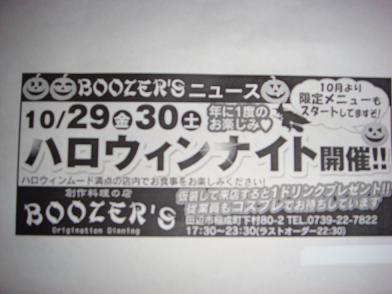 BOOZER'Sニュース
10月より
限定メニューも
スタートしてますぞ!
10/29金30土
年に1度の
お楽しみ♥
ハロウィンナイト開催!!
ハロウィンムード満点の店内でお食事をお楽しみください!
創作料理の店
BOOZER'S
Origination Dinning
仮装して来店すると1ドリンクプレゼント!
従業員もコスプレでお待ちしています
田辺市稲成町下村80-2 TEL.0739-22-7822
17:30~23:30(ラストオーダー22:30)